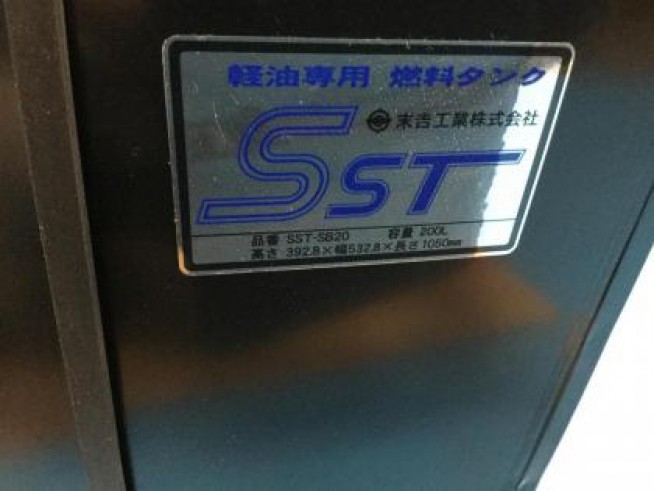 軽油専用 燃料タンク
末吉工業株式会社
SST
品番 SST-SB20 容量 200L
高さ 392.8×幅532.8×長さ1050mm